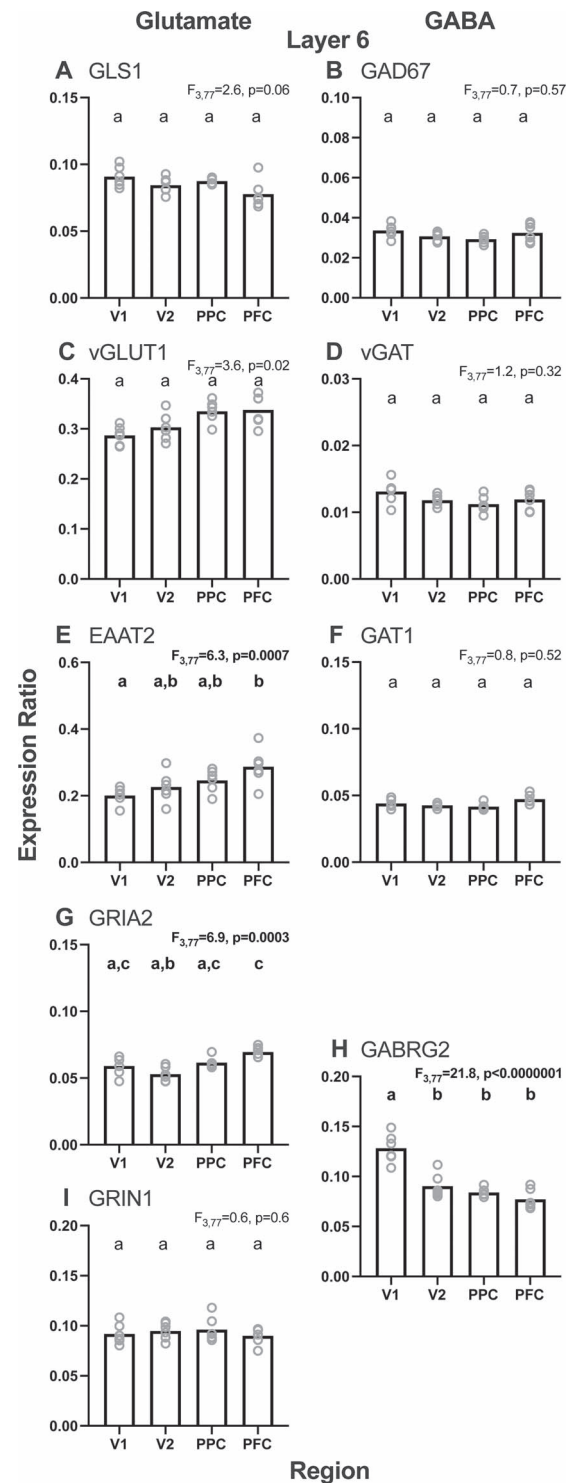 Glutamate GABA
Layer 6
A GLS1
F3,77=2.6, p=0.06
0.15
a a a a
0.10
0.05
0.00
V1 V2 PPC PFC
B GAD67
F3,77=0.7, p=0.57
0.10
a a a a
0.08
0.06
0.04
0.02
0.00
V1 V2 PPC PFC
C vGLUT1
F3,77=3.6, p=0.02
0.4
a a a a
0.3
0.2
0.1
0.0
V1 V2 PPC PFC
D vGAT
F3,77=1.2, p=0.32
0.03
a a a a
0.02
0.01
0.00
V1 V2 PPC PFC
E EAAT2
F3,77=6.3, p=0.0007
0.6
a a,b a,b b
0.4
0.2
0.0
V1 V2 PPC PFC
F GAT1
F3,77=0.8, p=0.52
0.15
a a a a
0.10
0.05
0.00
V1 V2 PPC PFC
Expression Ratio
G GRIA2
F3,77=6.9, p=0.0003
0.15
a,c a,b a,c c
0.10
0.05
0.00
V1 V2 PPC PFC
H GABRG2
F3,77=21.8, p<0.0000001
0.20
a b b b
0.15
0.10
0.05
0.00
V1 V2 PPC PFC
I GRIN1
F3,77=0.6, p=0.6
0.20
a a a a
0.15
0.10
0.05
0.00
V1 V2 PPC PFC
Region